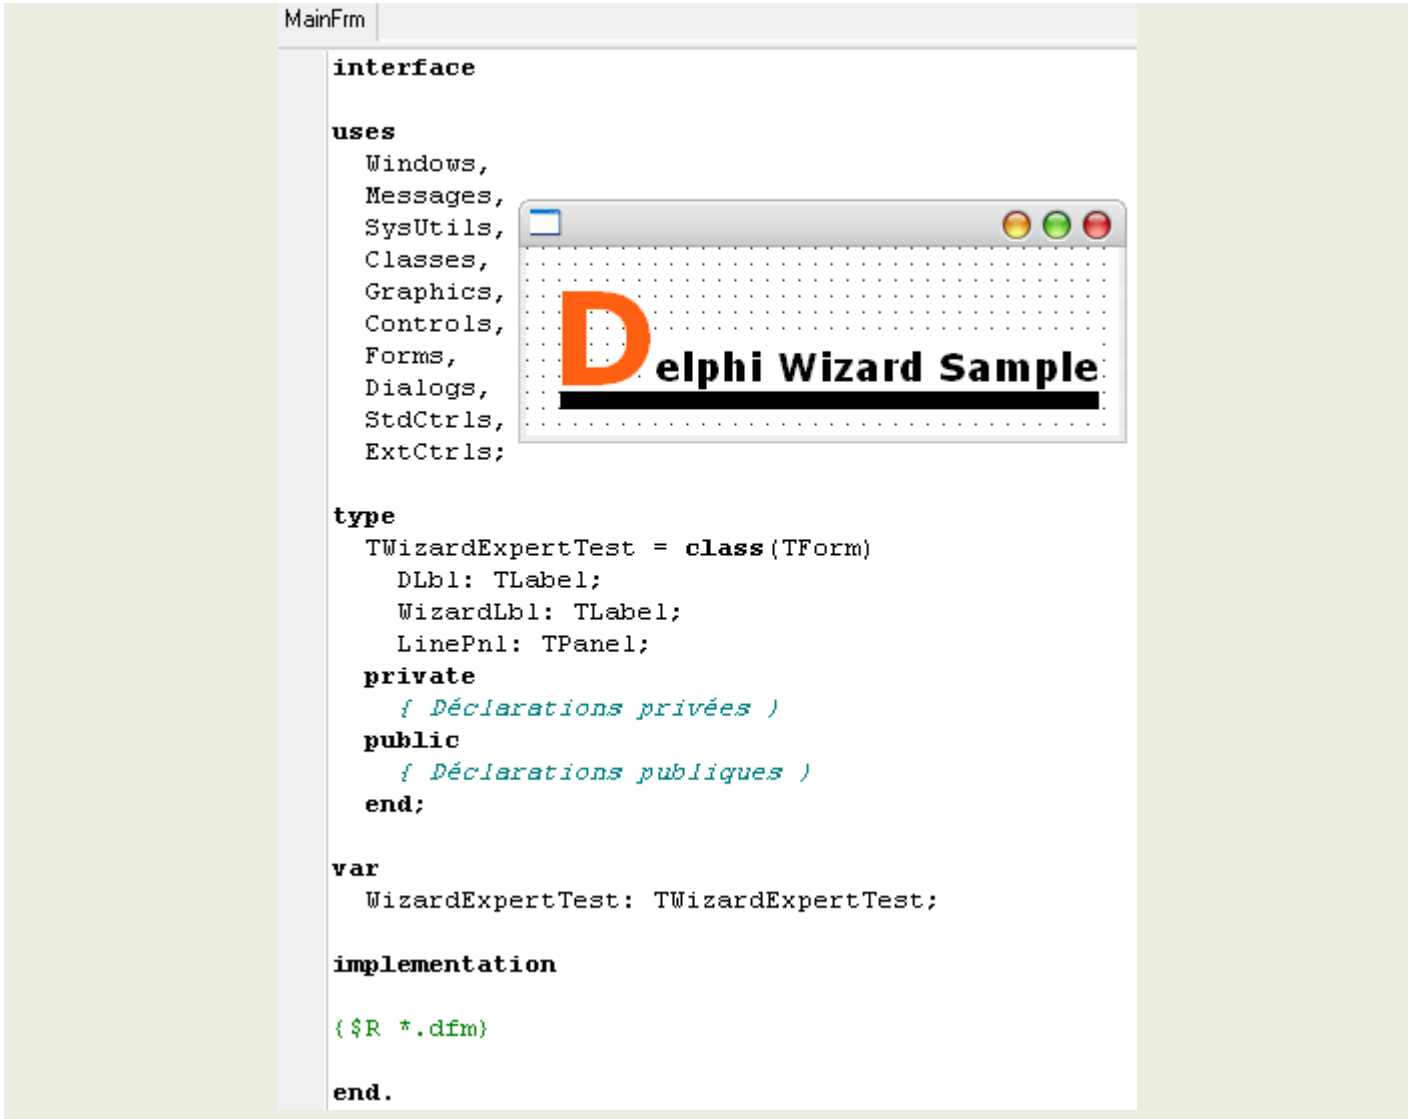 MainFrm
interface
uses
Windows,
Messages,
SysUtils,
Classes,
Graphics,
Controls,
Forms,
Dialogs,
StdCtrls,
ExtCtrls;
Delphi Wizard Sample
type
TWizardExpertTest = class(TForm)
DLbl: TLabel;
WizardLbl: TLabel;
LinePnl: TPanel;
private
{ Déclarations privées }
public
{ Déclarations publiques }
end;
var
WizardExpertTest: TWizardExpertTest;
implementation
{$R *.dfm}
end.